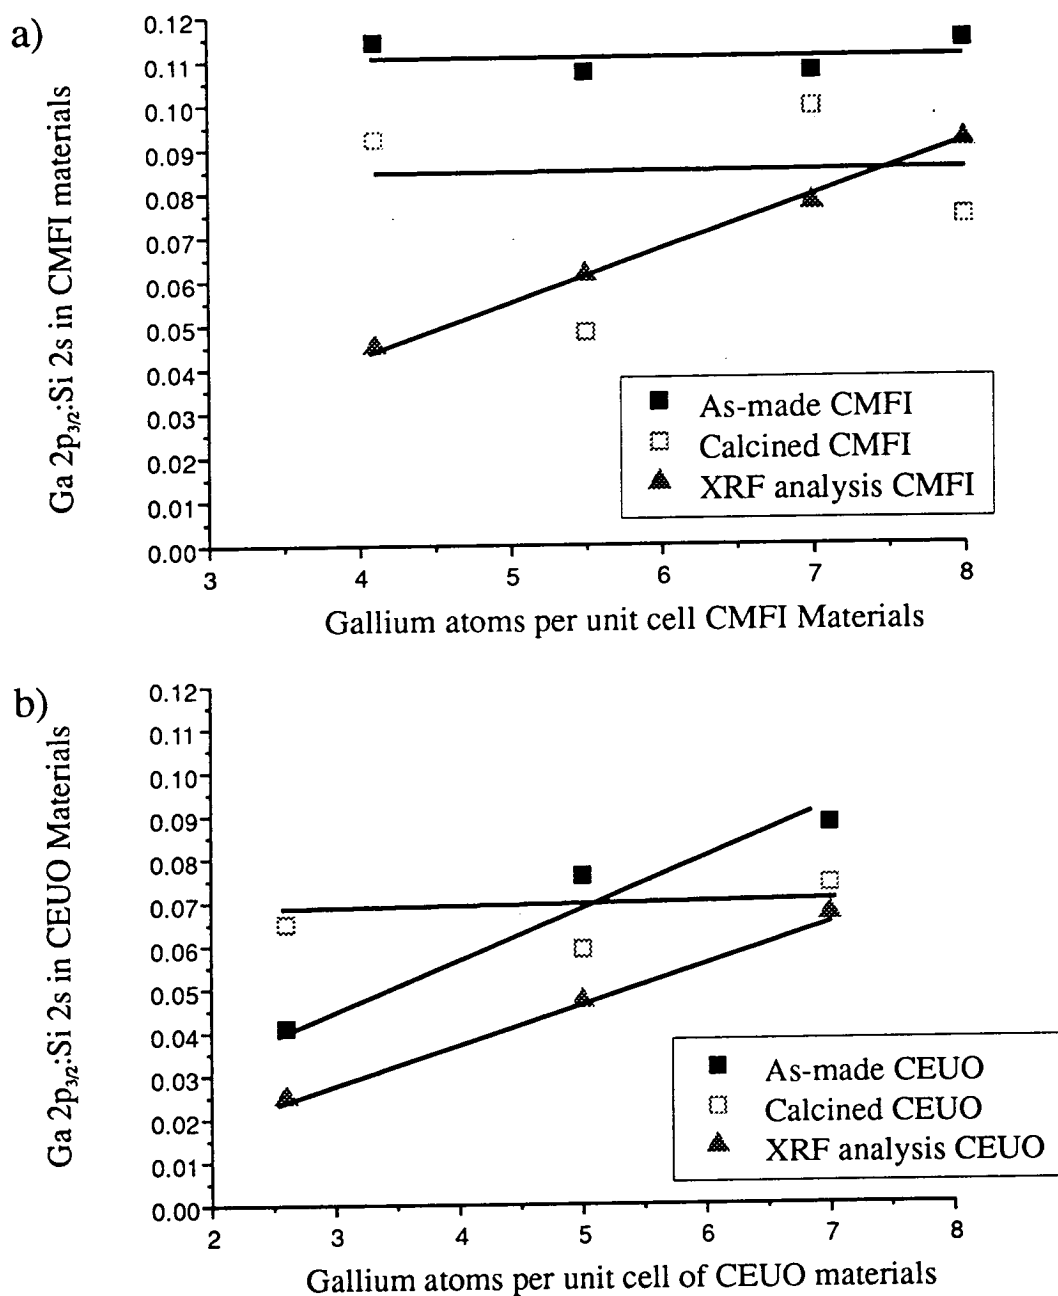 a)
Ga 2p3/2:Si 2s in CMFI materials
0.12
0.11
0.10
0.09
0.08
0.07
0.06
0.05
0.04
0.03
0.02
0.01
0.00
As-made CMFI
Calcined CMFI
XRF analysis CMFI
3 4 5 6 7 8
Gallium atoms per unit cell CMFI Materials
b)
Ga 2p3/2:Si 2s in CEUO Materials
0.12
0.11
0.10
0.09
0.08
0.07
0.06
0.05
0.04
0.03
0.02
0.01
0.00
As-made CEUO
Calcined CEUO
XRF analysis CEUO
2 3 4 5 6 7 8
Gallium atoms per unit cell of CEUO materials